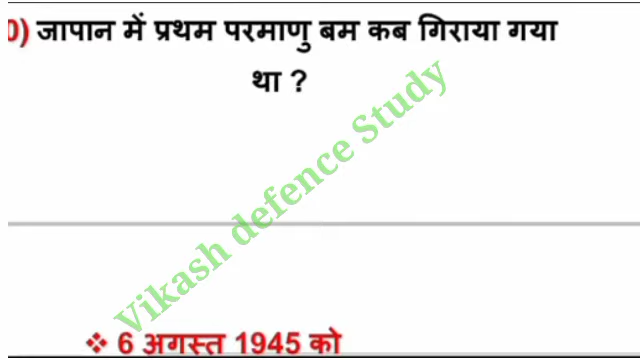 0) जापान में प्रथम परमाणु बम कब गिराया गया
था ?
Vikash defence Study
❖ 6 अगस्त 1945 को